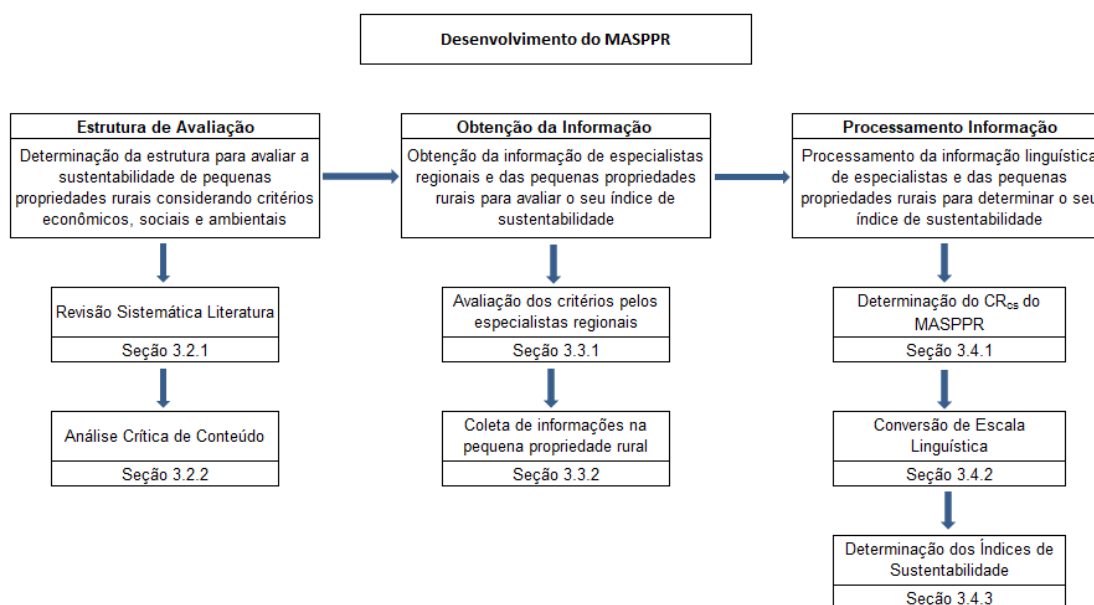 Desenvolvimento do MASPPR
Estrutura de Avaliação
Determinação da estrutura para avaliar a
sustentabilidade de pequenas
propriedades rurais considerando critérios
econômicos, sociais e ambientais
Revisão Sistemática Literatura
Seção 3.2.1
Análise Crítica de Conteúdo
Seção 3.2.2
Obtenção da Informação
Obtenção da informação de especialistas
regionais e das pequenas propriedades
rurais para avaliar o seu índice de
sustentabilidade
Avaliação dos critérios pelos
especialistas regionais
Seção 3.3.1
Coleta de informações na
pequena propriedade rural
Seção 3.3.2
Processamento Informação
Processamento da informação linguística
de especialistas e das pequenas
propriedades rurais para determinar o seu
índice de sustentabilidade
Determinação do CRcs do
MASPPR
Seção 3.4.1
Conversão de Escala
Linguística
Seção 3.4.2
Determinação dos Índices de
Sustentabilidade
Seção 3.4.3